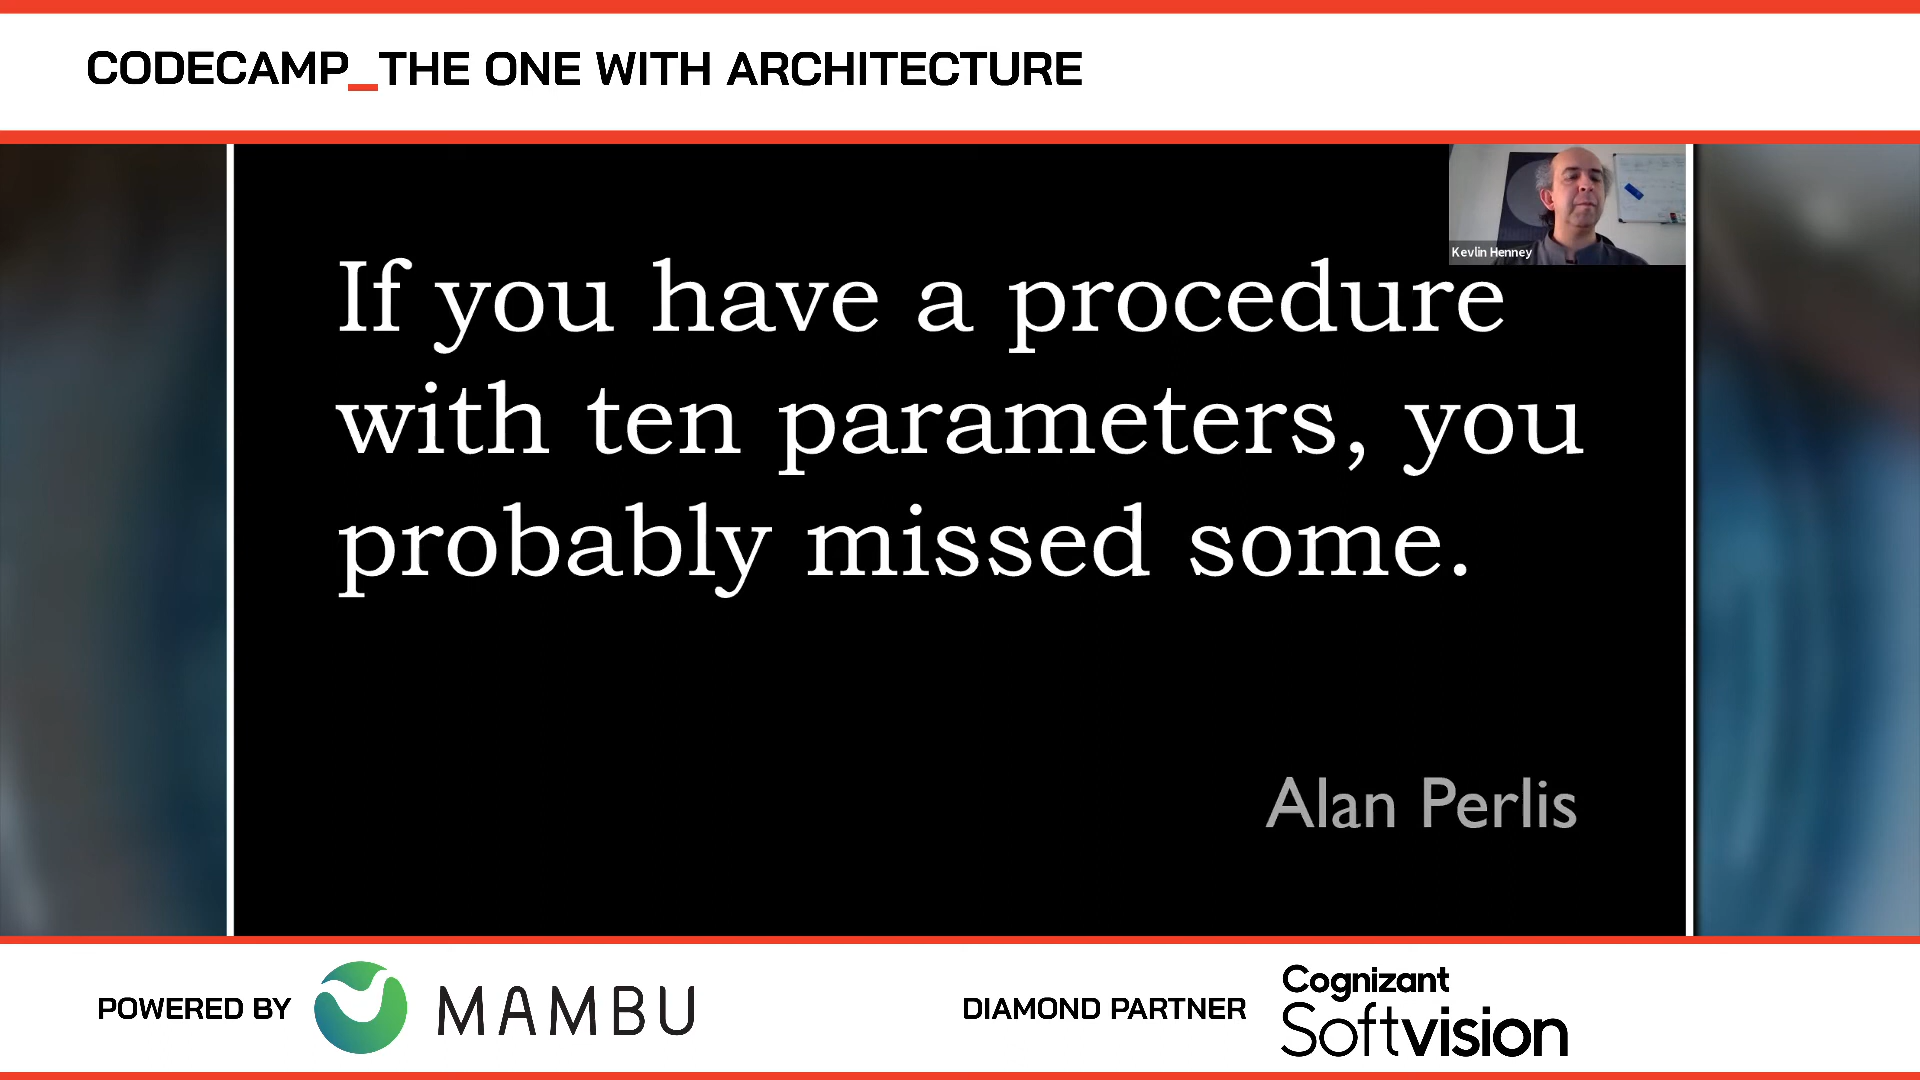 CODECAMP_THE ONE WITH ARCHITECTURE
Kevlin Henney
If you have a procedure
with ten parameters, you
probably missed some.
Alan Perlis
POWERED BY
MAMBU
DIAMOND PARTNER
Cognizant
Softvision